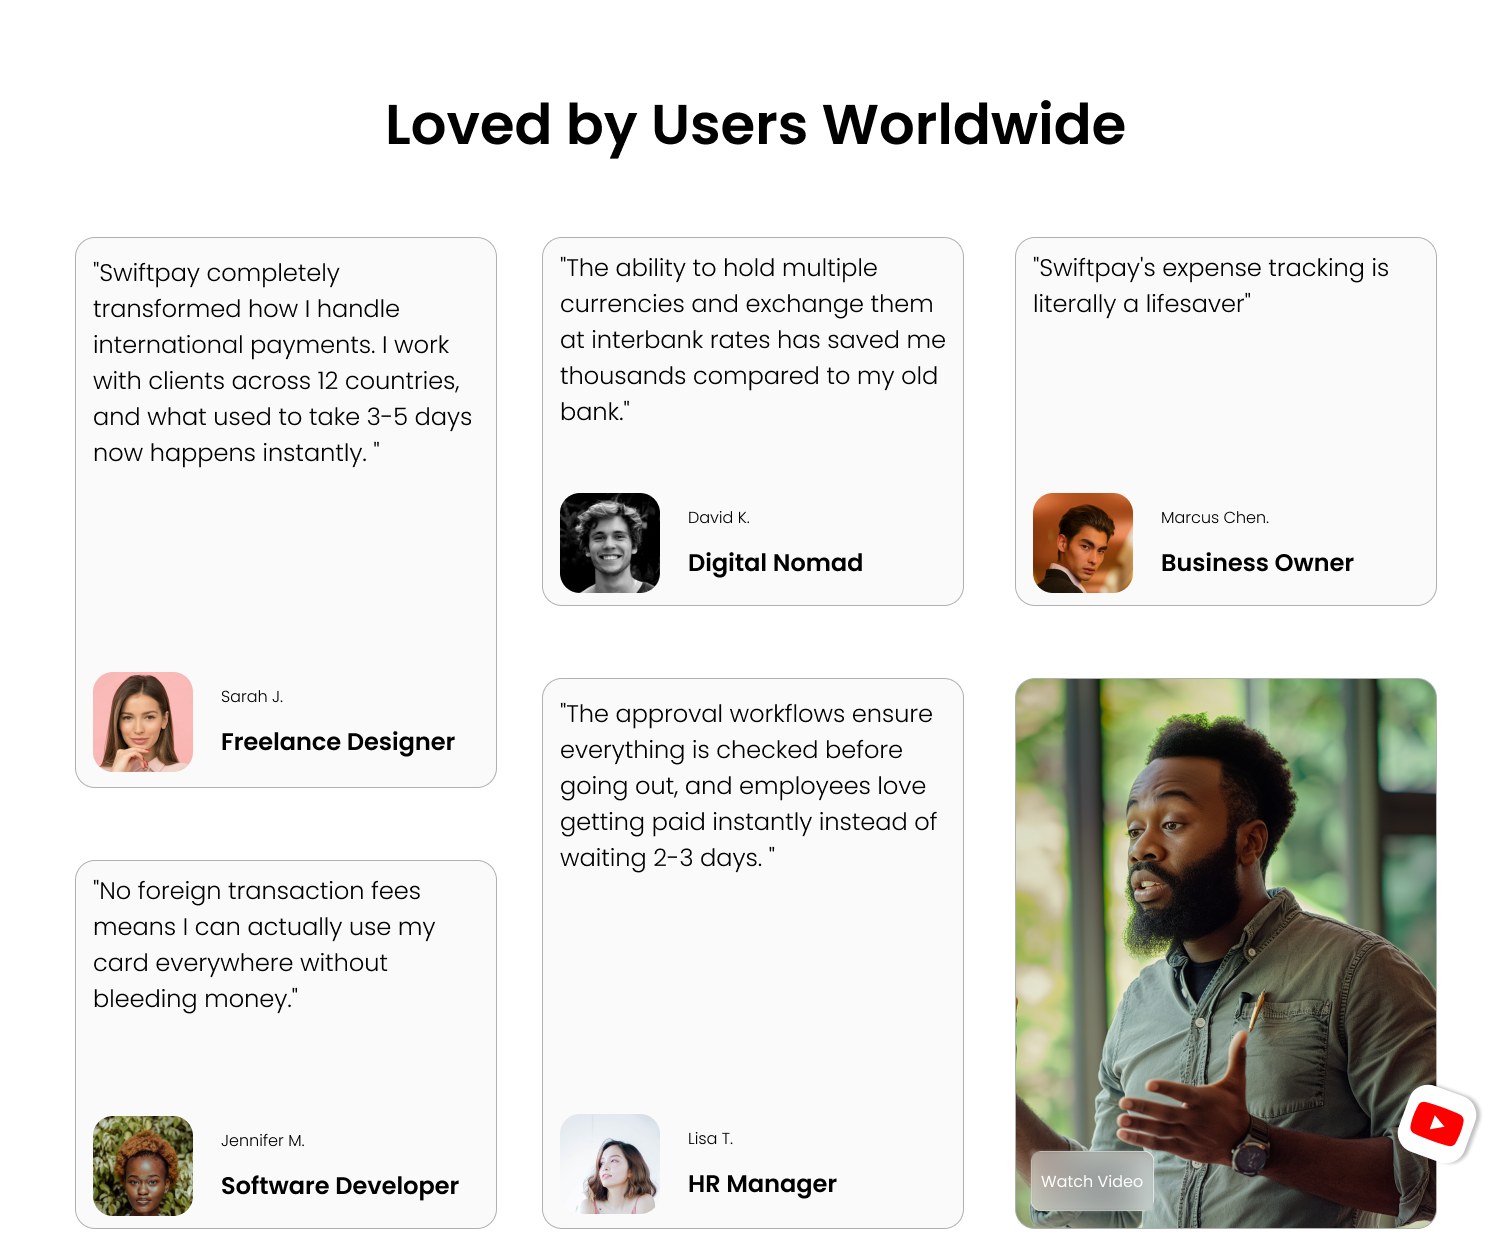 Loved by Users Worldwide
"Swiftpay completely
transformed how I handle
international payments. I work
with clients across 12 countries,
and what used to take 3-5 days
now happens instantly. "
Sarah J.
Freelance Designer
"No foreign transaction fees
means I can actually use my
card everywhere without
bleeding money."
Jennifer M.
Software Developer
"The ability to hold multiple
currencies and exchange them
at interbank rates has saved me
thousands compared to my old
bank."
David K.
Digital Nomad
"The approval workflows ensure
everything is checked before
going out, and employees love
getting paid instantly instead of
waiting 2-3 days. "
Lisa T.
HR Manager
"Swiftpay's expense tracking is
literally a lifesaver"
Marcus Chen.
Business Owner
Watch Video